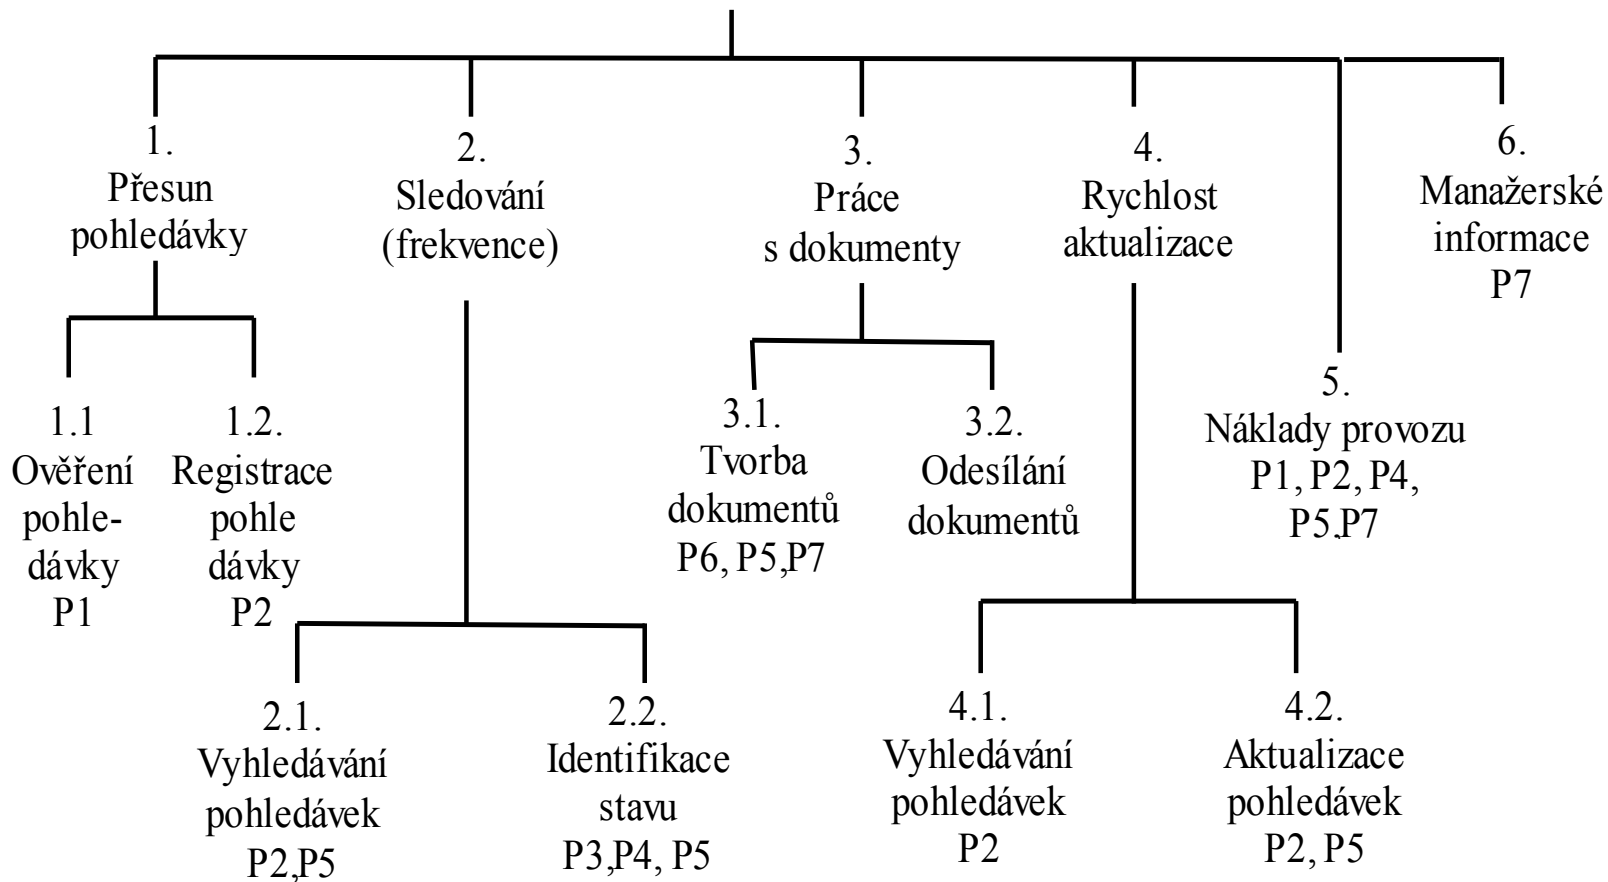 1.
Přesun
pohledávky
2.
Sledování
(frekvence)
3.
Práce
s dokumenty
4.
Rychlost
aktualizace
6.
Manažerské
informace
P7
1.1
Ověření
pohle-
dávky
P1
1.2.
Registrace
pohle
dávky
P2
3.1.
Tvorba
dokumentů
P6, P5,P7
3.2.
Odesílání
dokumentů
5.
Náklady provozu
P1, P2, P4,
P5,P7
2.1.
Vyhledávání
pohledávek
P2,P5
2.2.
Identifikace
stavu
P3,P4, P5
4.1.
Vyhledávání
pohledávek
P2
4.2.
Aktualizace
pohledávek
P2, P5